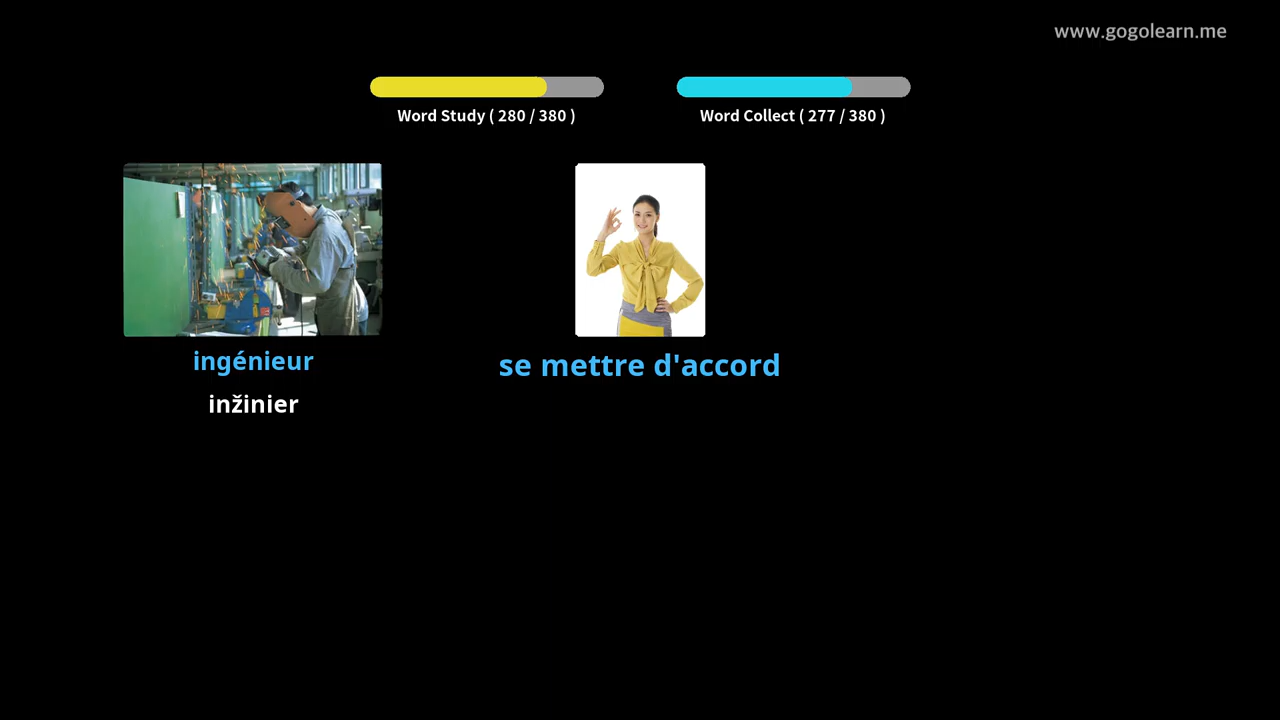 www.gogolearn.me
Word Study ( 280 / 380 )
Word Collect ( 277 / 380 )
ingénieur
inžinier
se mettre d'accord